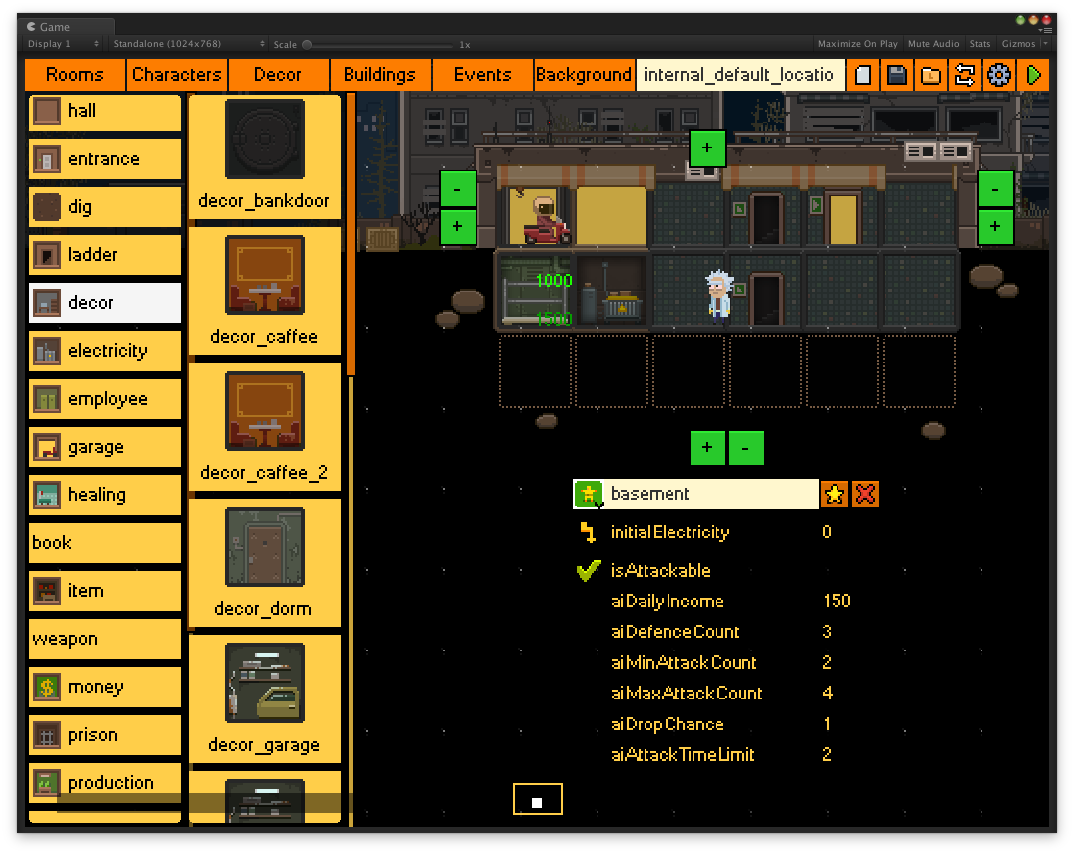 Game
Display 1 Standalone (1024x768) Scale 1x Maximize On Play Mute Audio Stats Gizmos
Rooms Characters Decor Buildings Events Background internal_default_locatio
hall
entrance
dig
ladder
decor
electricity
employee
garage
healing
book
item
weapon
money
prison
production
decor_bankdoor
decor_caffee
decor_caffee_2
decor_dorm
decor_garage
+
-
+
-
+
1000
1500
+ -
basement
initialElectricity 0
isAttackable
aiDailyIncome 150
aiDefenceCount 3
aiMinAttackCount 2
aiMaxAttackCount 4
aiDropChance 1
aiAttackTimeLimit 2